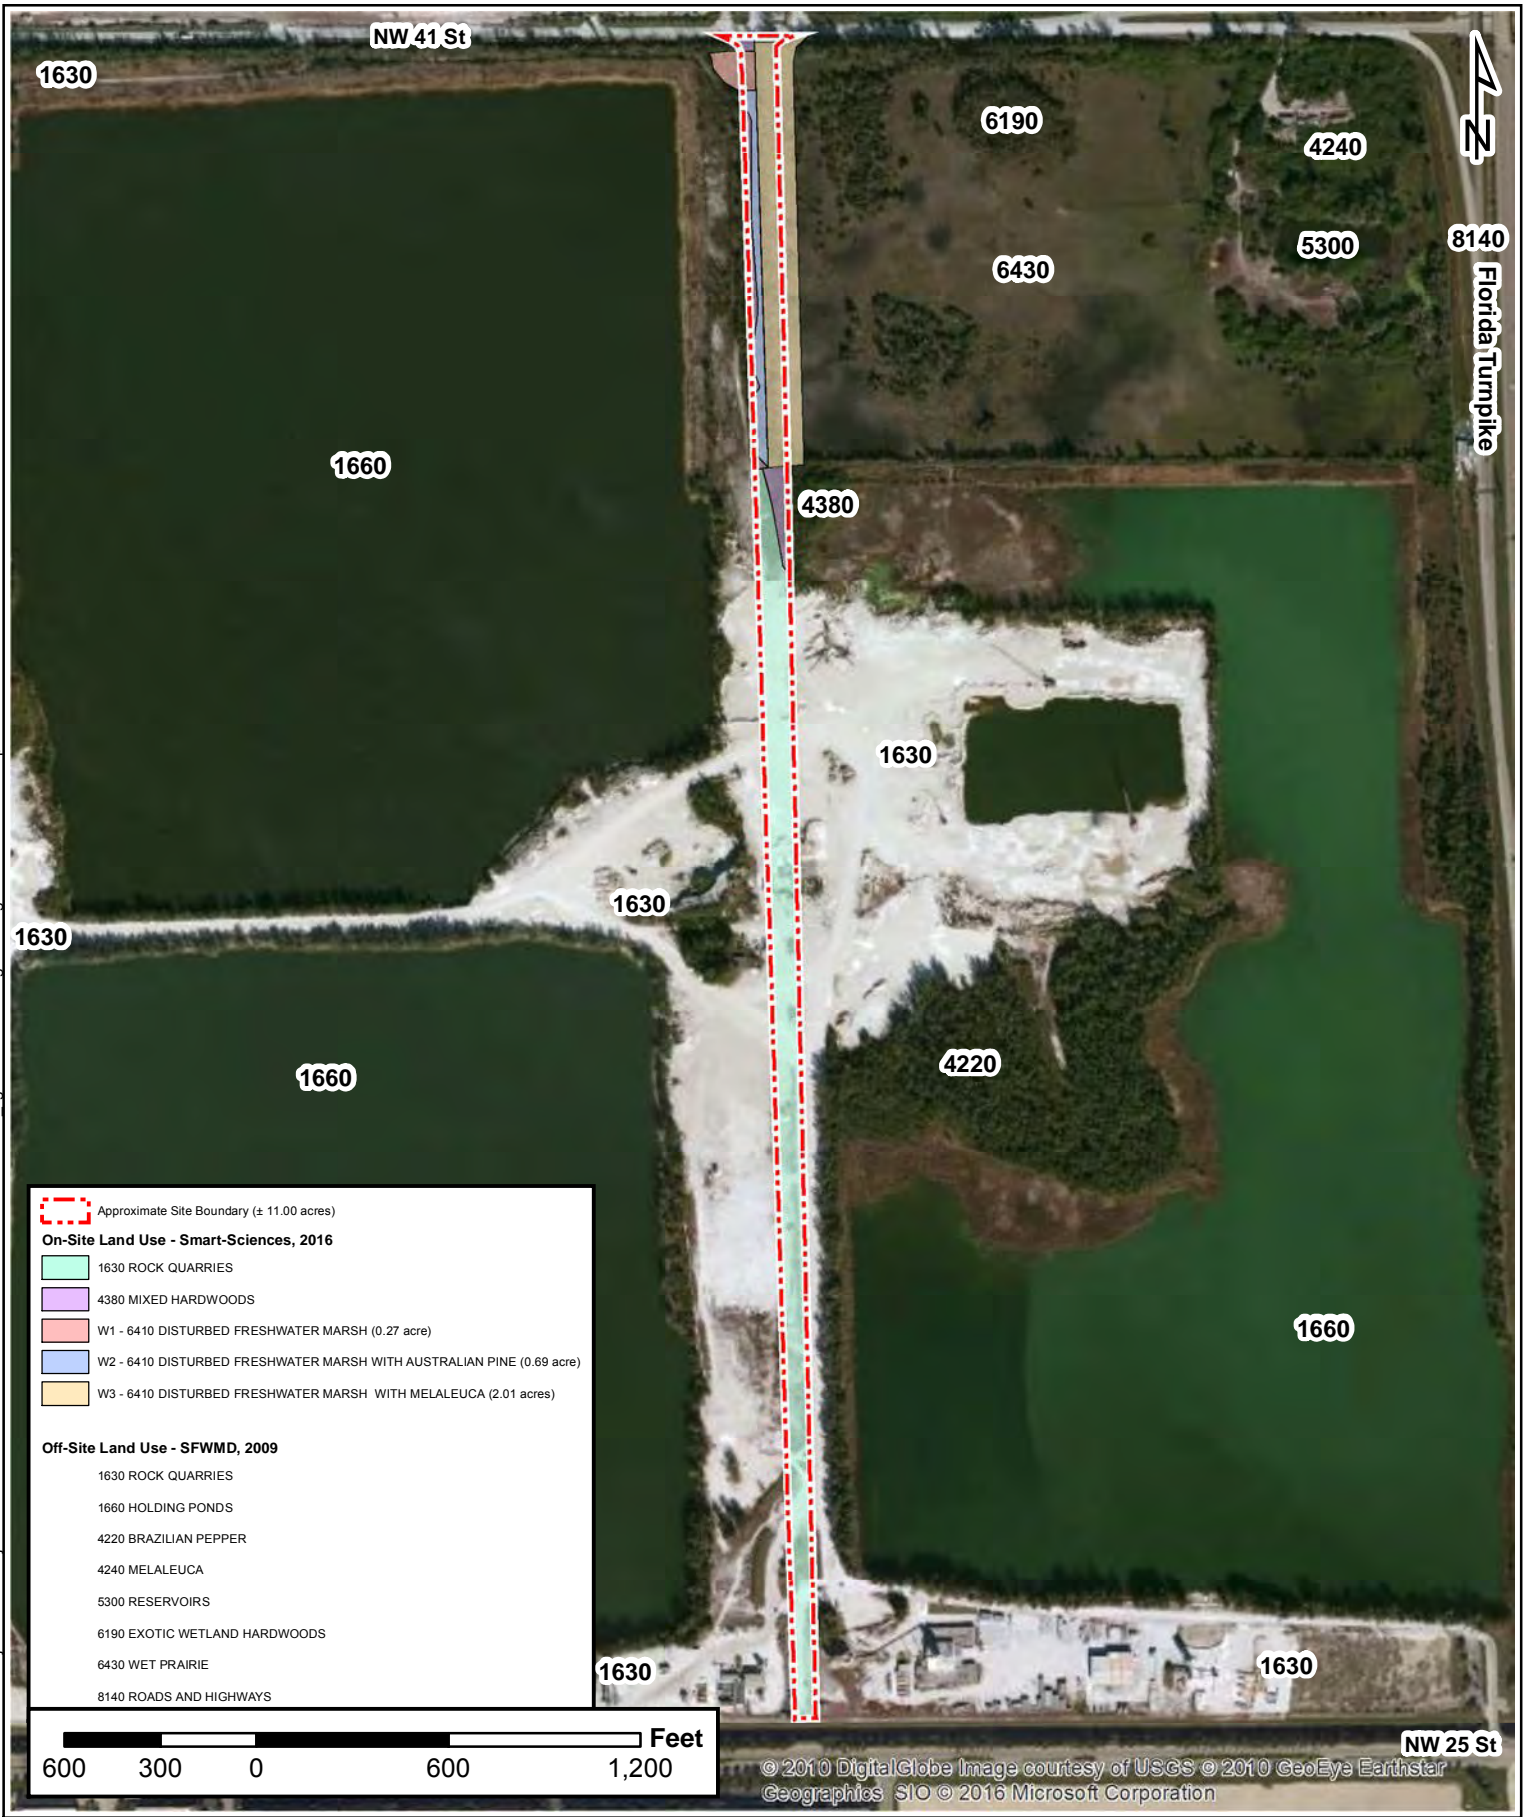 NW 41 St
1630
6190
N
4240
8140
5300
6430
Florida Turnpike
1660
4380
1630
1630
1630
4220
1660
Approximate Site Boundary (± 11.00 acres)
On-Site Land Use - Smart-Sciences, 2016
1630 ROCK QUARRIES
4380 MIXED HARDWOODS
W1 - 6410 DISTURBED FRESHWATER MARSH (0.27 acre)
W2 - 6410 DISTURBED FRESHWATER MARSH WITH AUSTRALIAN PINE (0.69 acre)
W3 - 6410 DISTURBED FRESHWATER MARSH WITH MELALEUCA (2.01 acres)
1660
Off-Site Land Use - SFWMD, 2009
1630 ROCK QUARRIES
1660 HOLDING PONDS
4220 BRAZILIAN PEPPER
4240 MELALEUCA
5300 RESERVOIRS
6190 EXOTIC WETLAND HARDWOODS
6430 WET PRAIRIE
8140 ROADS AND HIGHWAYS
1630
1630
Feet
600 300 0 600 1,200
NW 25 St
© 2010 DigitalGlobe Image courtesy of USGS © 2010 GeoEye Earthstar
Geographics SIO © 2016 Microsoft Corporation